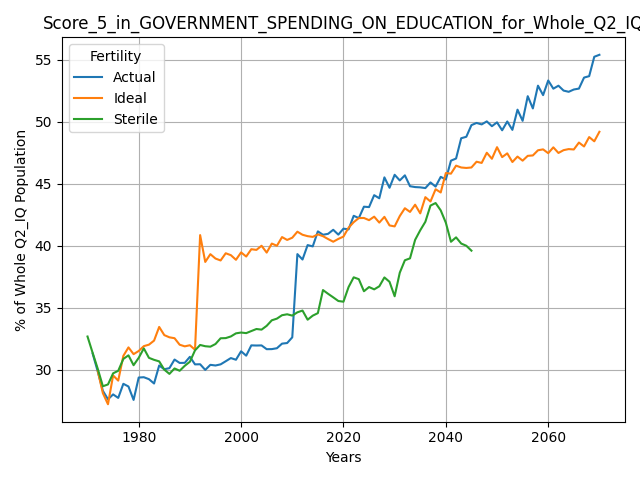 Score_5_in_GOVERNMENT_SPENDING_ON_EDUCATION_for_Whole_Q2_IQ
Fertility
Actual
Ideal
Sterile
% of Whole Q2_IQ Population
55
50
45
40
35
30
1980 2000 2020 2040 2060
Years